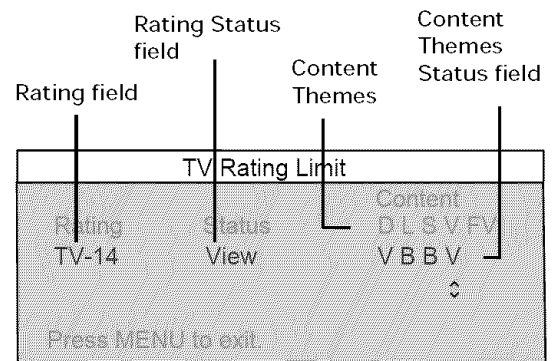 Rating Status
field
Content
Themes
Content
Themes
Status field
Rating field
TV Rating Limit
Content
Rating Status D L S V FV
TV-14 View V B B V
Press MENU to exit.